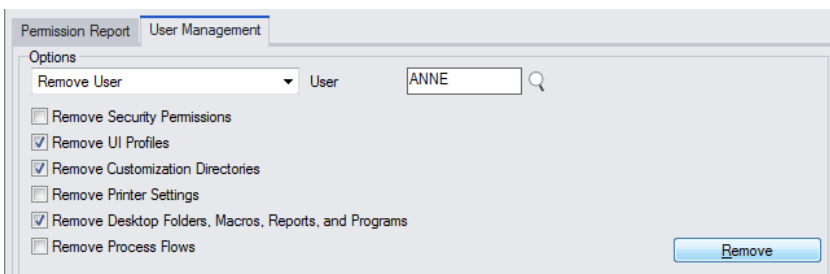 Permission Report User Management
Options
Remove User User ANNE
Remove Security Permissions
Remove UI Profiles
Remove Customization Directories
Remove Printer Settings
Remove Desktop Folders, Macros, Reports, and Programs
Remove Process Flows Remove